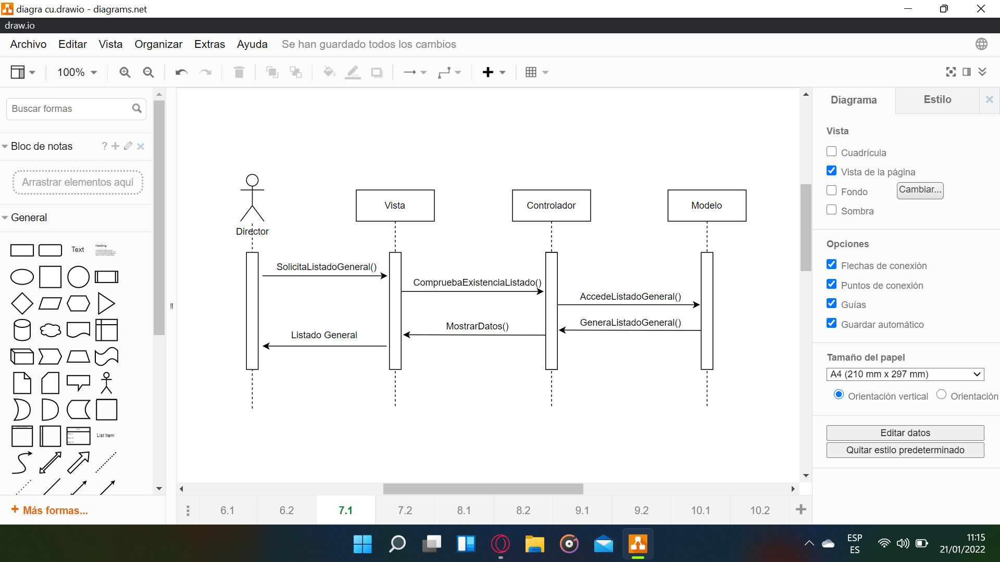 diagra cu.drawio - diagrams.net
draw.io
Archivo Editar Vista Organizar Extras Ayuda Se han guardado todos los cambios
100%
Buscar formas
Bloc de notas ?
Arrastrar elementos aquí
General
Text Heading
List Item
+ Más formas...
Director
Vista
Controlador
Modelo
SolicitaListadoGeneral()
CompruebaExistenciaListado()
AccedeListadoGeneral()
GeneraListadoGeneral()
MostrarDatos()
Listado General
6.1 6.2 7.1 7.2 8.1 8.2 9.1 9.2 10.1 10.2
Diagrama Estilo
Vista
Cuadrícula
Vista de la página
Fondo Cambiar...
Sombra
Opciones
Flechas de conexión
Puntos de conexión
Guías
Guardar automático
Tamaño del papel
A4 (210 mm x 297 mm)
Orientación vertical Orientación
Editar datos
Quitar estilo predeterminado
ESP
ES
11:15
21/01/2022